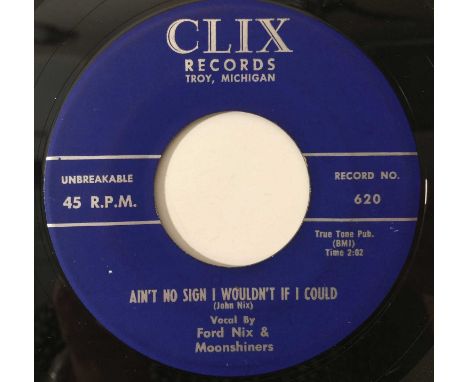 CLIX
RECORDS
TROY, MICHIGAN
UNBREAKABLE
45 R.P.M.
RECORD NO.
620
True Tone Pub.
(BMI)
Time 2:02
AIN'T NO SIGN I WOULDN'T IF I COULD
(John Nix)
Vocal By
Ford Nix &
Moonshiners